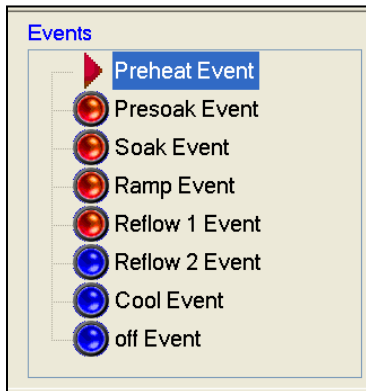 Events
Preheat Event
Presoak Event
Soak Event
Ramp Event
Reflow 1 Event
Reflow 2 Event
Cool Event
off Event